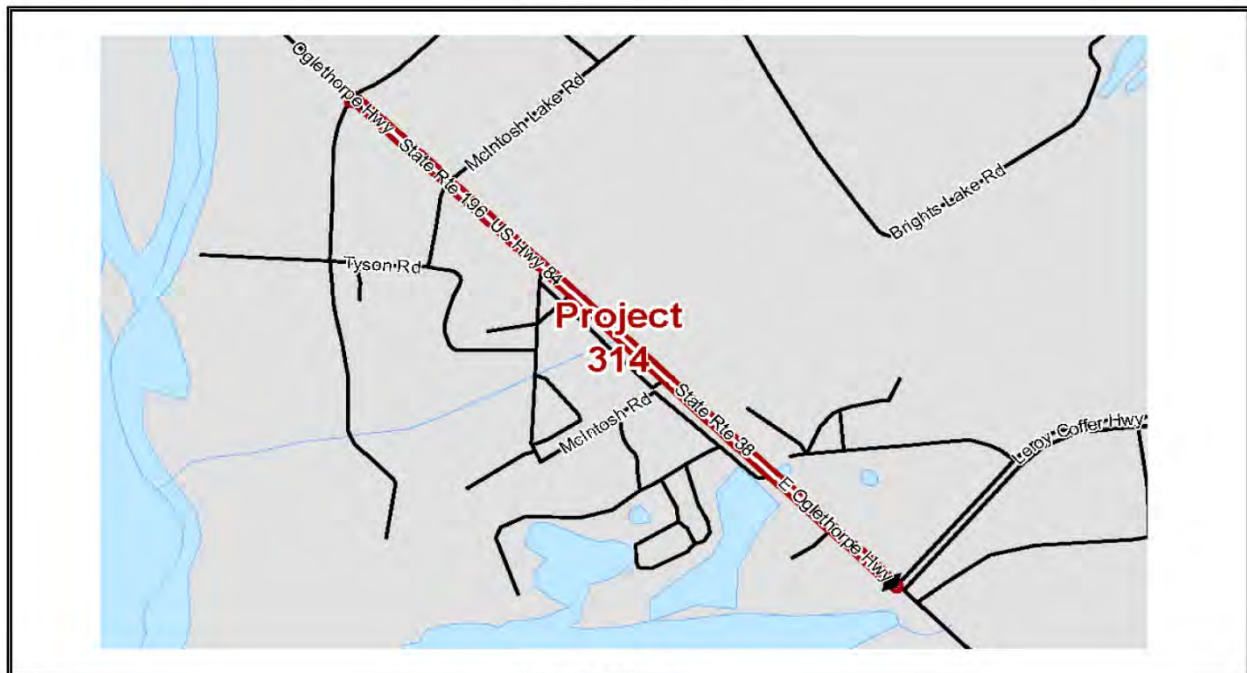 Oglethorpe Hwy
State Rte 196
US Hwy 84
McIntosh Lake Rd
Brights Lake Rd
Tyson Rd
Project
314
McIntosh Rd
State Rte 38
Leroy Coffer Hwy
E Oglethorpe Hwy